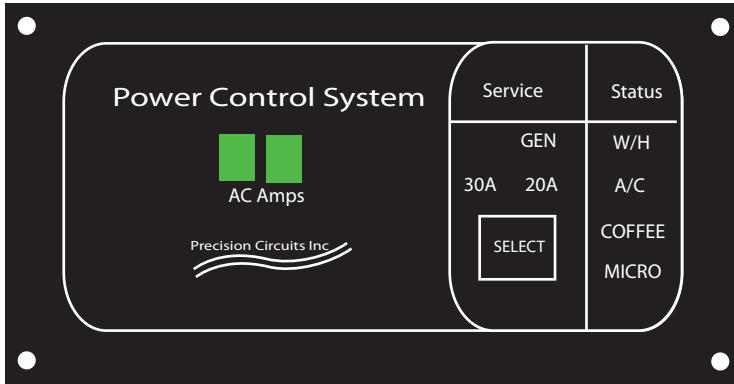 Power Control System
AC Amps
Precision Circuits Inc
Service
GEN
30A 20A
SELECT
Status
W/H
A/C
COFFEE
MICRO